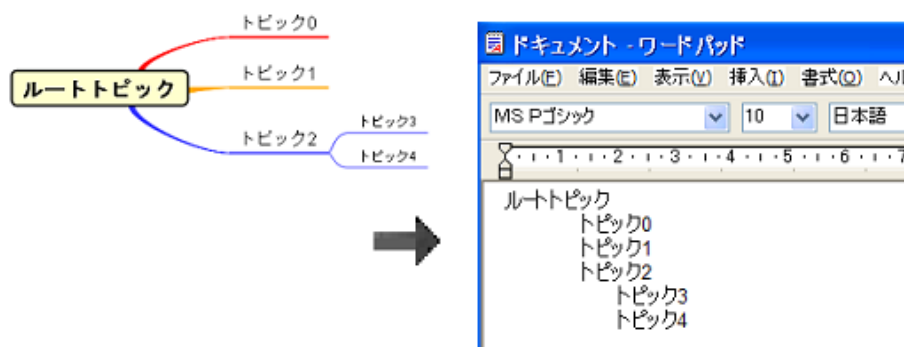 トピック0
トピック1
ルートトピック
トピック2
トピック3
トピック4
ドキュメント - ワードパッド
ファイル(F) 編集(E) 表示(V) 挿入(I) 書式(O)
MS Pゴシック 10 日本語
1 2 3 4 5 6 7
ルートトピック
トピック0
トピック1
トピック2
トピック3
トピック4